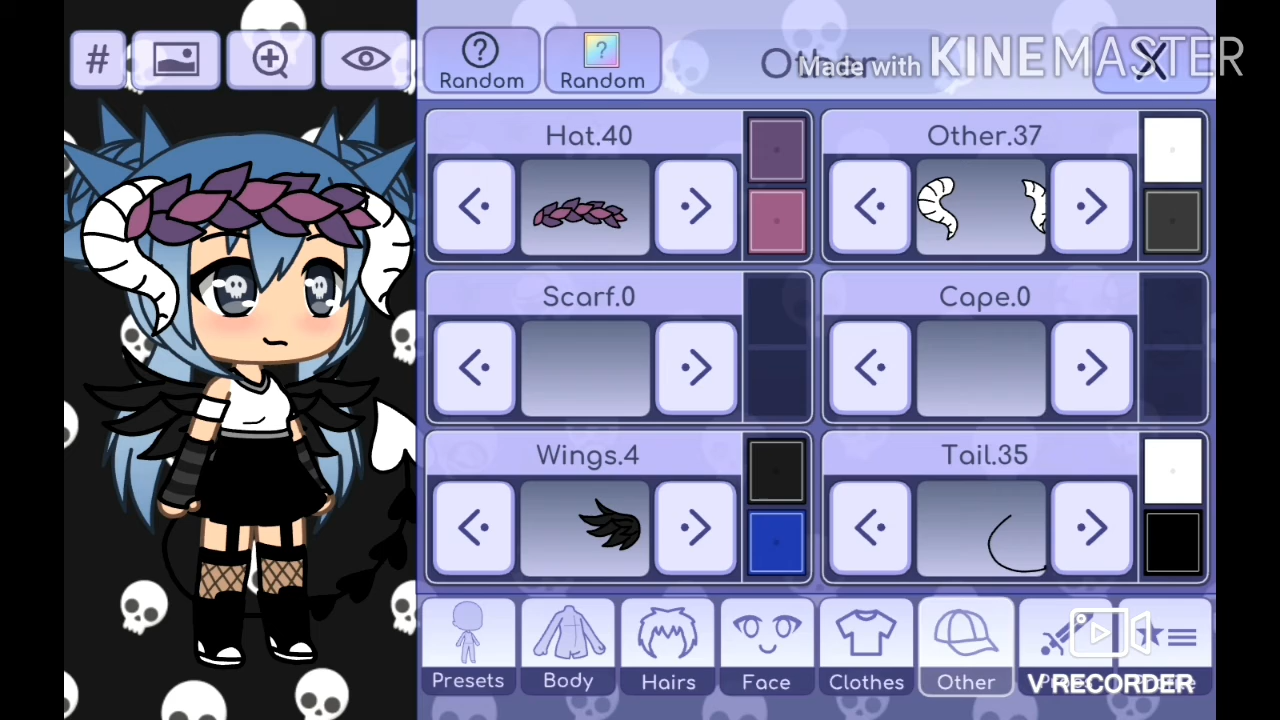 #
? Random
? Random
Other
Made with KINEMASTER
X
Hat.40
Other.37
Scarf.0
Cape.0
Wings.4
Tail.35
Presets
Body
Hairs
Face
Clothes
Other
V RECORDER